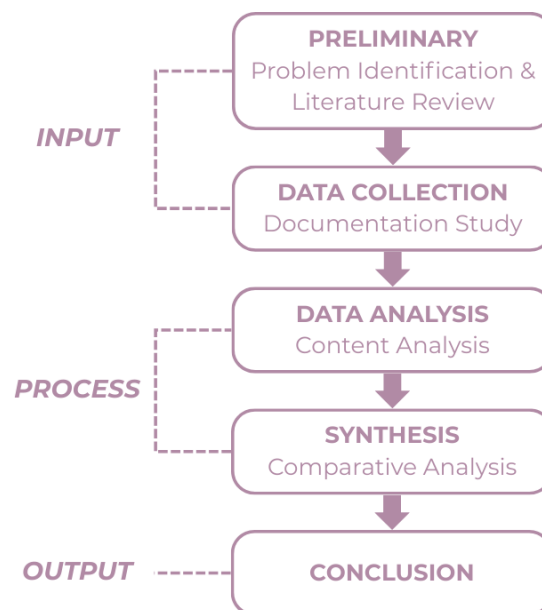 PRELIMINARY
Problem Identification &
Literature Review
INPUT
DATA COLLECTION
Documentation Study
DATA ANALYSIS
Content Analysis
PROCESS
SYNTHESIS
Comparative Analysis
OUTPUT
CONCLUSION